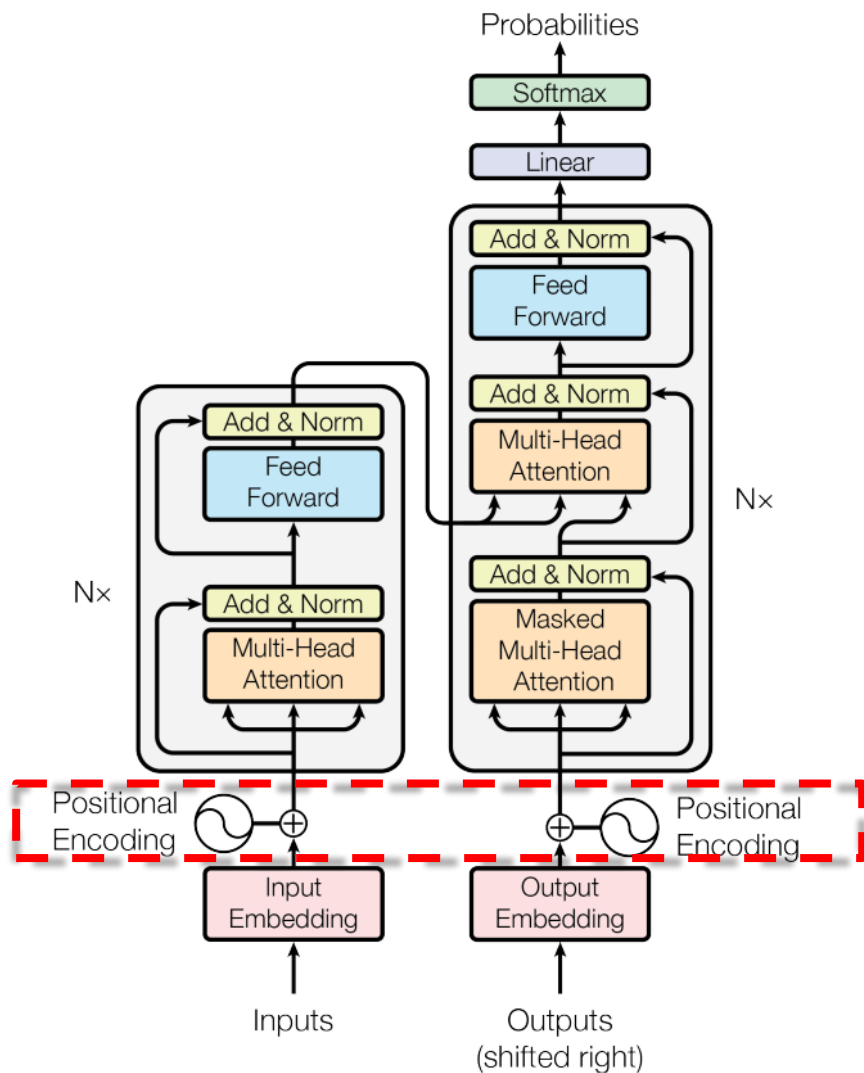 Probabilities
Softmax
Linear
Add & Norm
Feed
Forward
Add & Norm
Multi-Head
Attention
Nx
Add & Norm
Masked
Multi-Head
Attention
Add & Norm
Feed
Forward
Nx
Add & Norm
Multi-Head
Attention
Positional
Encoding
Positional
Encoding
Input
Embedding
Output
Embedding
Inputs
Outputs
(shifted right)